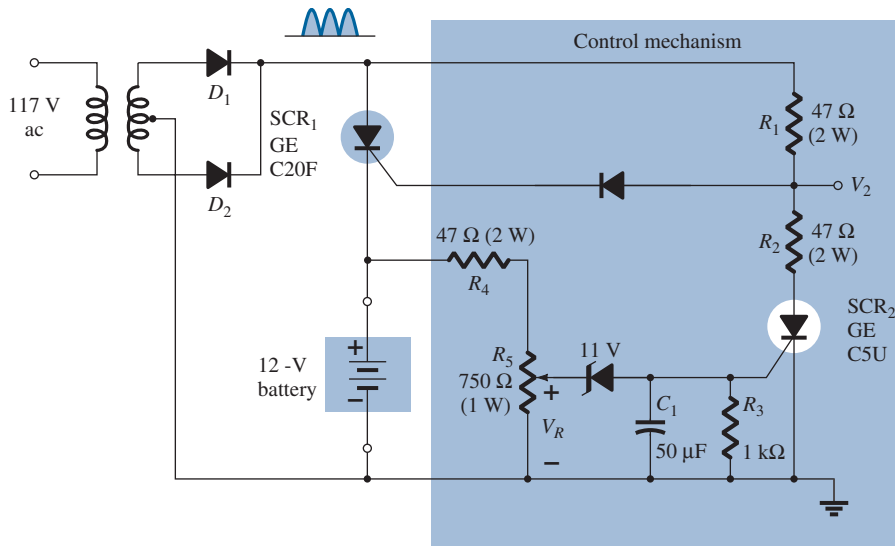 Control mechanism
117 V
ac
D1
D2
SCR1
GE
C20F
R1
47 Ω
(2 W)
V2
R2
47 Ω
(2 W)
47 Ω (2 W)
R4
SCR2
GE
C5U
+
12 -V
battery
−
R5
750 Ω
(1 W)
11 V
+
VR
−
C1
50 μF
R3
1 kΩ